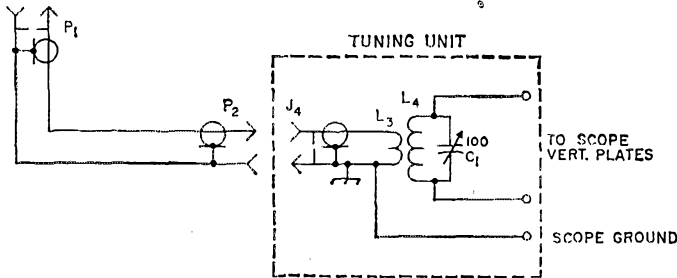 P1
TUNING UNIT
P2
J4
L3
L4
100
C1
TO SCOPE
VERT. PLATES
SCOPE GROUND